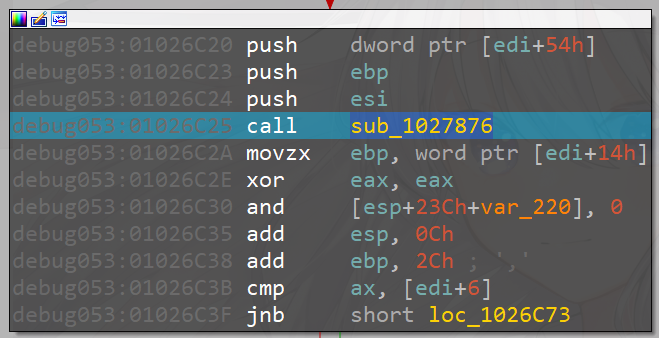 debug053:01026C20 push dword ptr [edi+54h]
debug053:01026C23 push ebp
debug053:01026C24 push esi
debug053:01026C25 call sub_1027876
debug053:01026C2A movzx ebp, word ptr [edi+14h]
debug053:01026C2E xor eax, eax
debug053:01026C30 and [esp+23Ch+var_220], 0
debug053:01026C35 add esp, 0Ch
debug053:01026C38 add ebp, 2Ch ; ','
debug053:01026C3B cmp ax, [edi+6]
debug053:01026C3F jnb short loc_1026C73